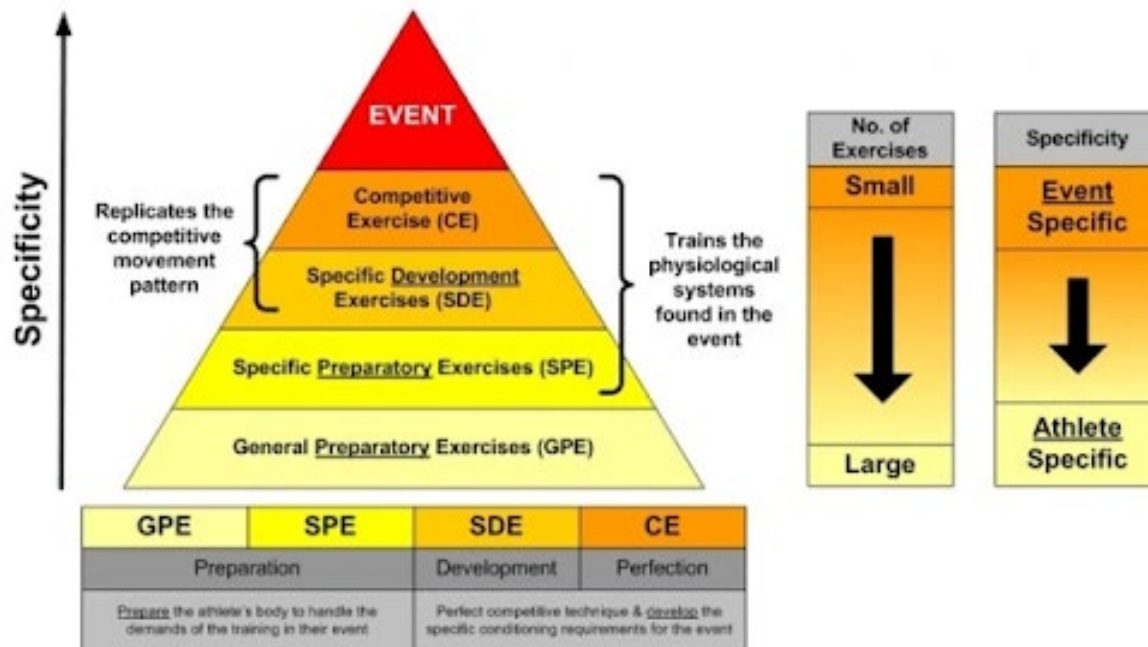 Specificity
EVENT
Competitive
Exercise (CE)
Specific Development
Exercises (SDE)
Specific Preparatory Exercises (SPE)
General Preparatory Exercises (GPE)
Replicates the
competitive
movement
pattern
Trains the
physiological
systems
found in the
event
No. of
Exercises
Small
Large
Specificity
Event
Specific
Athlete
Specific
GPE SPE SDE CE
Preparation Development Perfection
Prepare the athlete's body to handle the
demands of the training in their event
Perfect competitive technique & develop the
specific conditioning requirements for the event